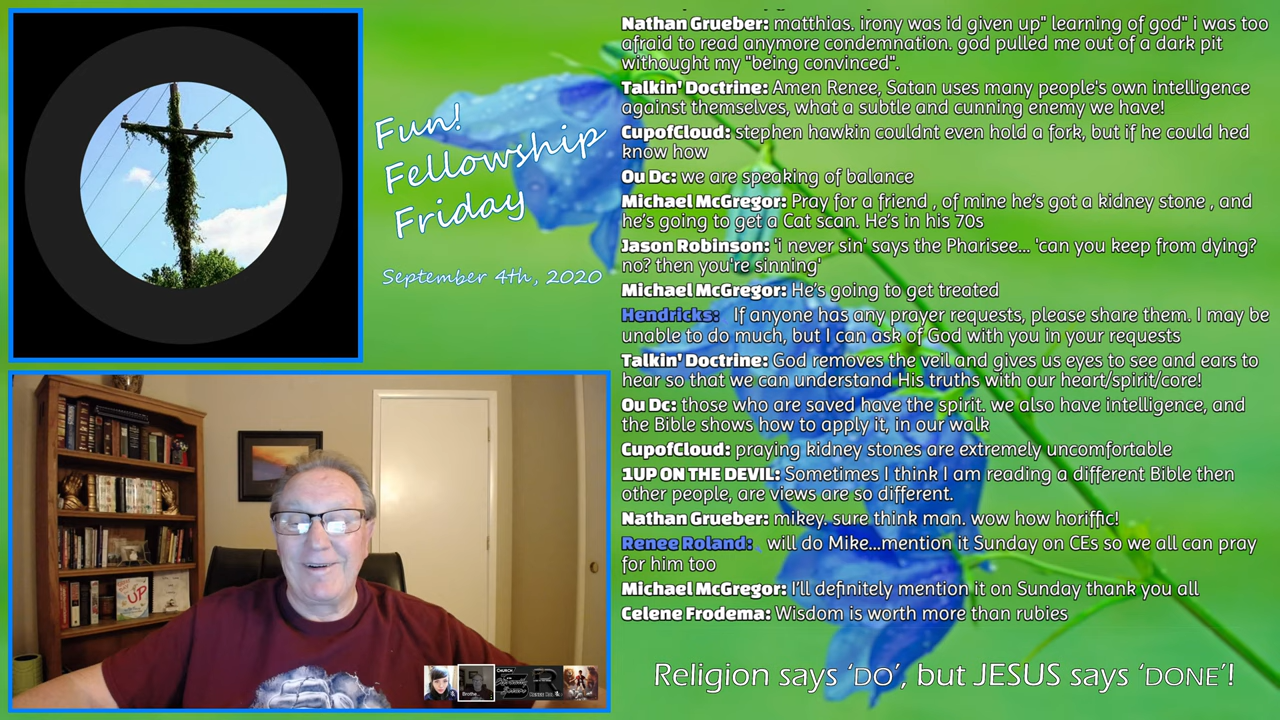 Fun!
Fellowship
Friday
September 4th, 2020
Nathan Grueber: matthias. irony was id given up" learning of god" i was too
afraid to read anymore condemnation. god pulled me out of a dark pit
withought my "being convinced".
Talkin' Doctrine: Amen Renee, Satan uses many people's own intelligence
against themselves, what a subtle and cunning enemy we have!
CupofCloud: stephen hawkin couldnt even hold a fork, but if he could hed
know how
Ou Dc: we are speaking of balance
Michael McGregor: Pray for a friend , of mine he's got a kidney stone , and
he's going to get a Cat scan. He's in his 70s
Jason Robinson: 'i never sin' says the Pharisee... 'can you keep from dying?
no? then you're sinning'
Michael McGregor: He's going to get treated
Hendricks: If anyone has any prayer requests, please share them. I may be
unable to do much, but I can ask of God with you in your requests
Talkin' Doctrine: God removes the veil and gives us eyes to see and ears to
hear so that we can understand His truths with our heart/spirit/core!
Ou Dc: those who are saved have the spirit. we also have intelligence, and
the Bible shows how to apply it, in our walk
CupofCloud: praying kidney stones are extremely uncomfortable
1UP ON THE DEVIL: Sometimes I think I am reading a different Bible then
other people, are views are so different.
Nathan Grueber: mikey. sure think man. wow how horiffic!
Renee Roland: will do Mike...mention it Sunday on CEs so we all can pray
for him too
Michael McGregor: I'll definitely mention it on Sunday thank you all
Celene Frodema: Wisdom is worth more than rubies
UP
Brothe...
CHURCH
Religion says 'DO', but JESUS says 'DONE'!